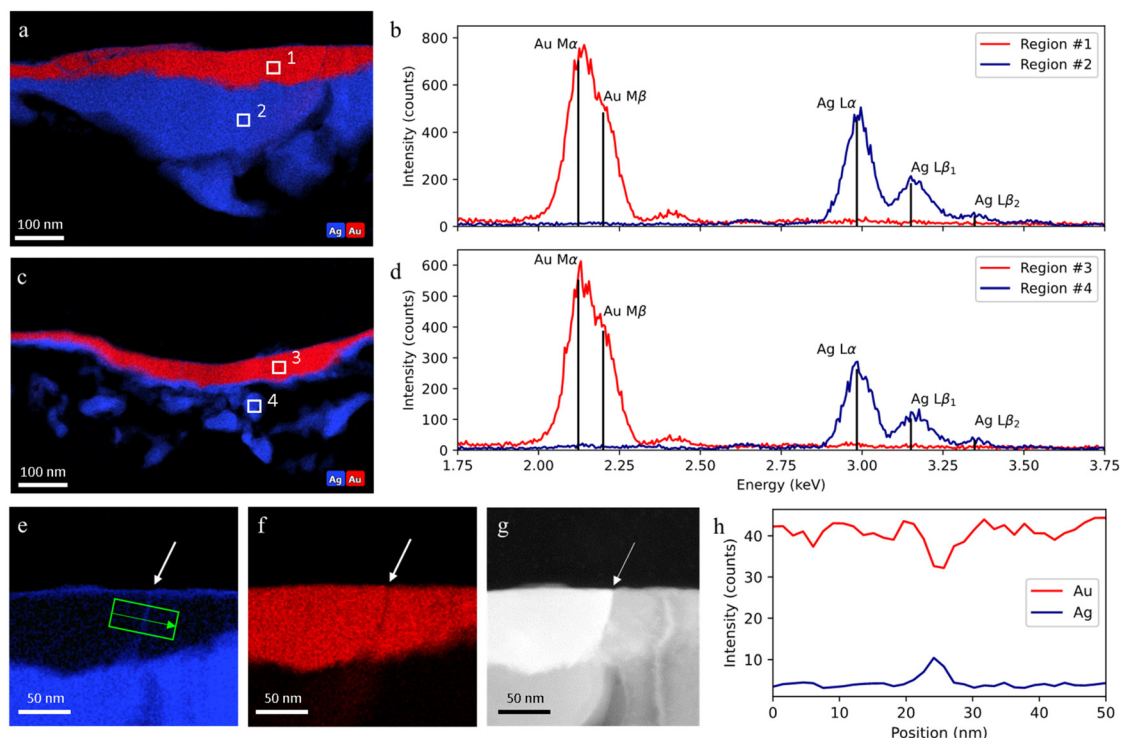 a
1
2
100 nm
Ag Au
b
800
600
400
200
0
Intensity (counts)
Au Mα
Au Mβ
Ag Lα
Ag Lβ₁
Ag Lβ₂
Region #1
Region #2
c
3
4
100 nm
Ag Au
d
600
500
400
300
200
100
0
Intensity (counts)
Au Mα
Au Mβ
Ag Lα
Ag Lβ₁
Ag Lβ₂
Region #3
Region #4
1.75 2.00 2.25 2.50 2.75 3.00 3.25 3.50 3.75
Energy (keV)
e
50 nm
f
50 nm
g
50 nm
h
40
30
20
10
Intensity (counts)
Au
Ag
0 10 20 30 40 50
Position (nm)